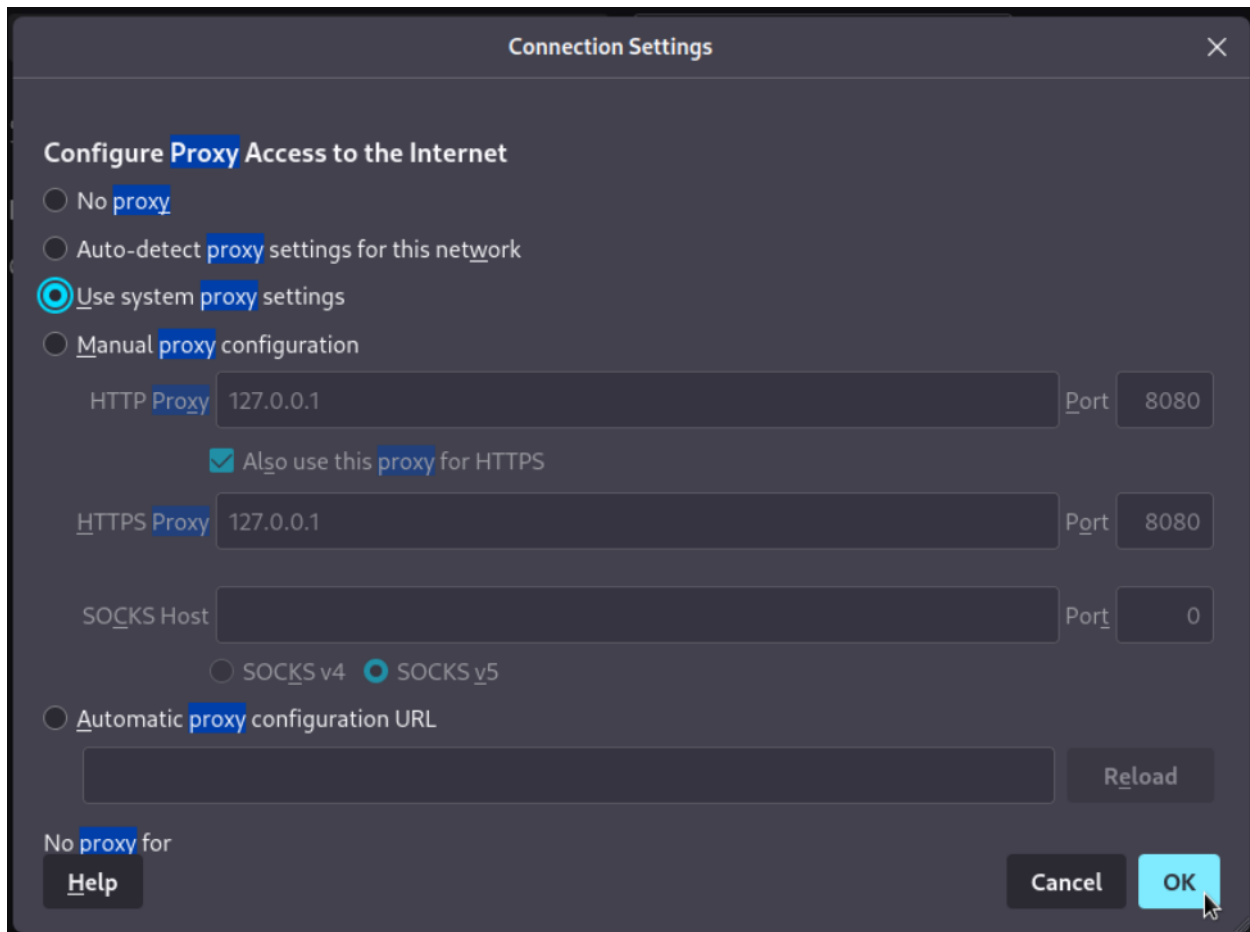 Connection Settings
Configure Proxy Access to the Internet
No proxy
Auto-detect proxy settings for this network
Use system proxy settings
Manual proxy configuration
HTTP Proxy 127.0.0.1 Port 8080
Also use this proxy for HTTPS
HTTPS Proxy 127.0.0.1 Port 8080
SOCKS Host Port 0
SOCKS v4 SOCKS v5
Automatic proxy configuration URL
Reload
No proxy for
Help Cancel OK